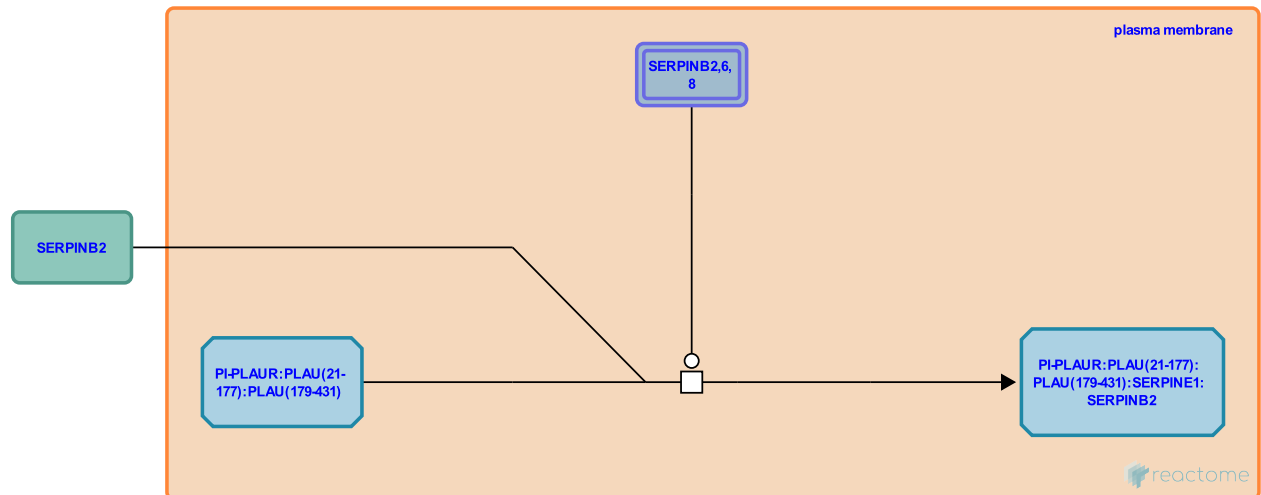 plasma membrane
SERPINB2,6,
8
SERPINB2
PI-PLAUR:PLAU(21-
177):PLAU(179-431)
PI-PLAUR:PLAU(21-177):
PLAU(179-431):SERPINE1:
SERPINB2
reactome